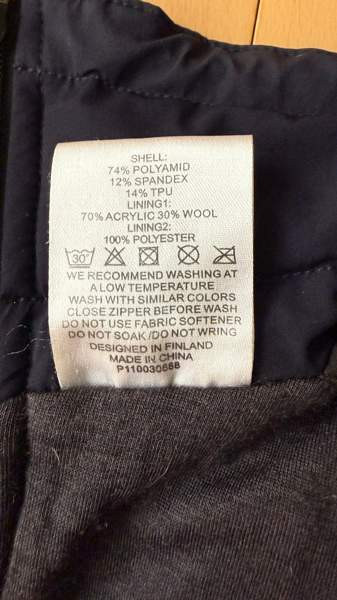 SHELL:
74% POLYAMID
12% SPANDEX
14% TPU
LINING1:
70% ACRYLIC 30% WOOL
LINING2:
100% POLYESTER
30°
WE RECOMMEND WASHING AT
A LOW TEMPERATURE
WASH WITH SIMILAR COLORS
CLOSE ZIPPER BEFORE WASH
DO NOT USE FABRIC SOFTENER
DO NOT SOAK /DO NOT WRING
DESIGNED IN FINLAND
MADE IN CHINA
P110030658